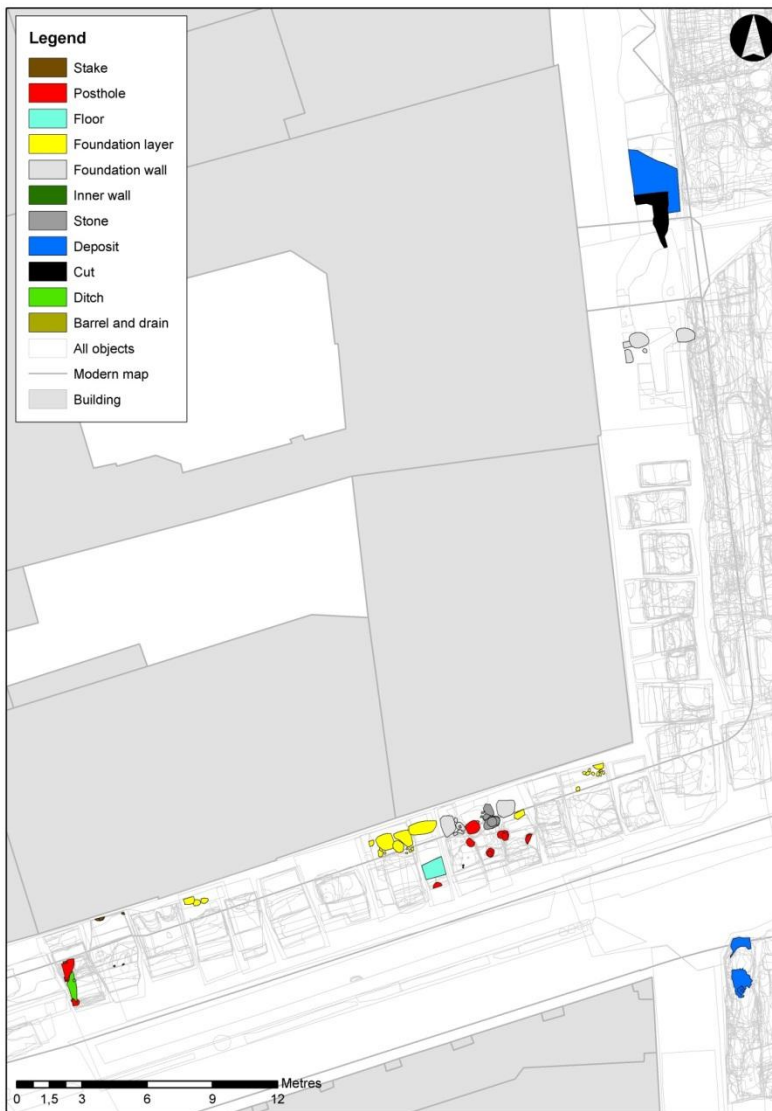 Legend
Stake
Posthole
Floor
Foundation layer
Foundation wall
Inner wall
Stone
Deposit
Cut
Ditch
Barrel and drain
All objects
Modern map
Building
Metres
0 1,5 3 6 9 12